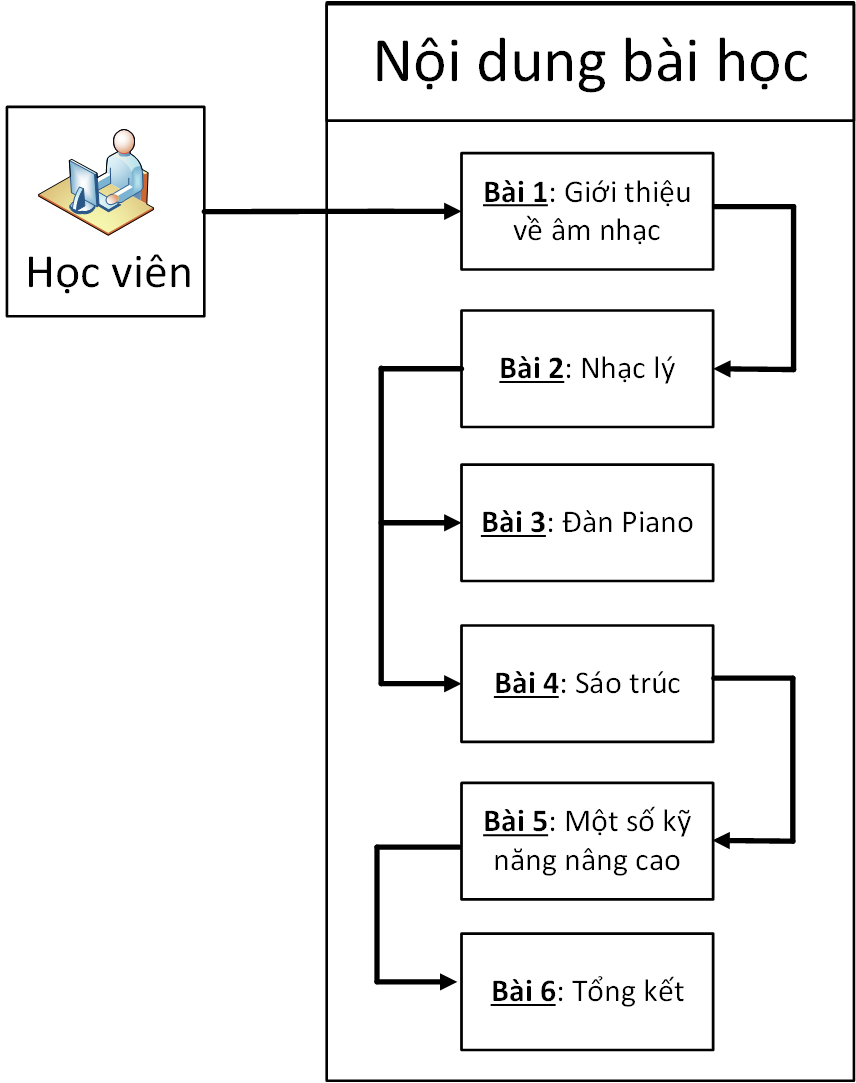 Nội dung bài học
Học viên
Bài 1: Giới thiệu
về âm nhạc
Bài 2: Nhạc lý
Bài 3: Đàn Piano
Bài 4: Sáo trúc
Bài 5: Một số kỹ
năng nâng cao
Bài 6: Tổng kết